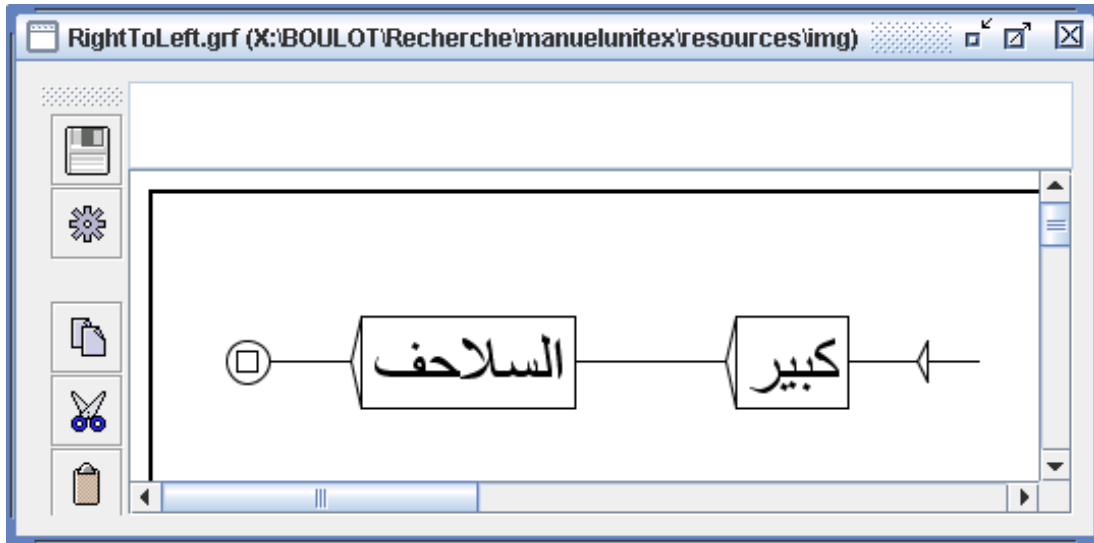 RightToLeft.grf (X:\BOULOT\Recherche\manuelunitex\resources\img)
كبير السلاحف